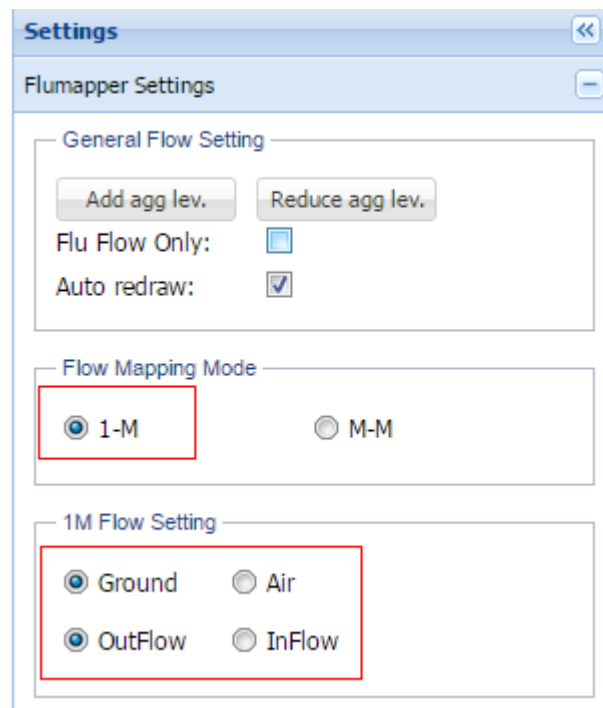 Settings
Flumapper Settings
General Flow Setting
Add agg lev. Reduce agg lev.
Flu Flow Only:
Auto redraw:
Flow Mapping Mode
1-M M-M
1M Flow Setting
Ground Air
OutFlow InFlow